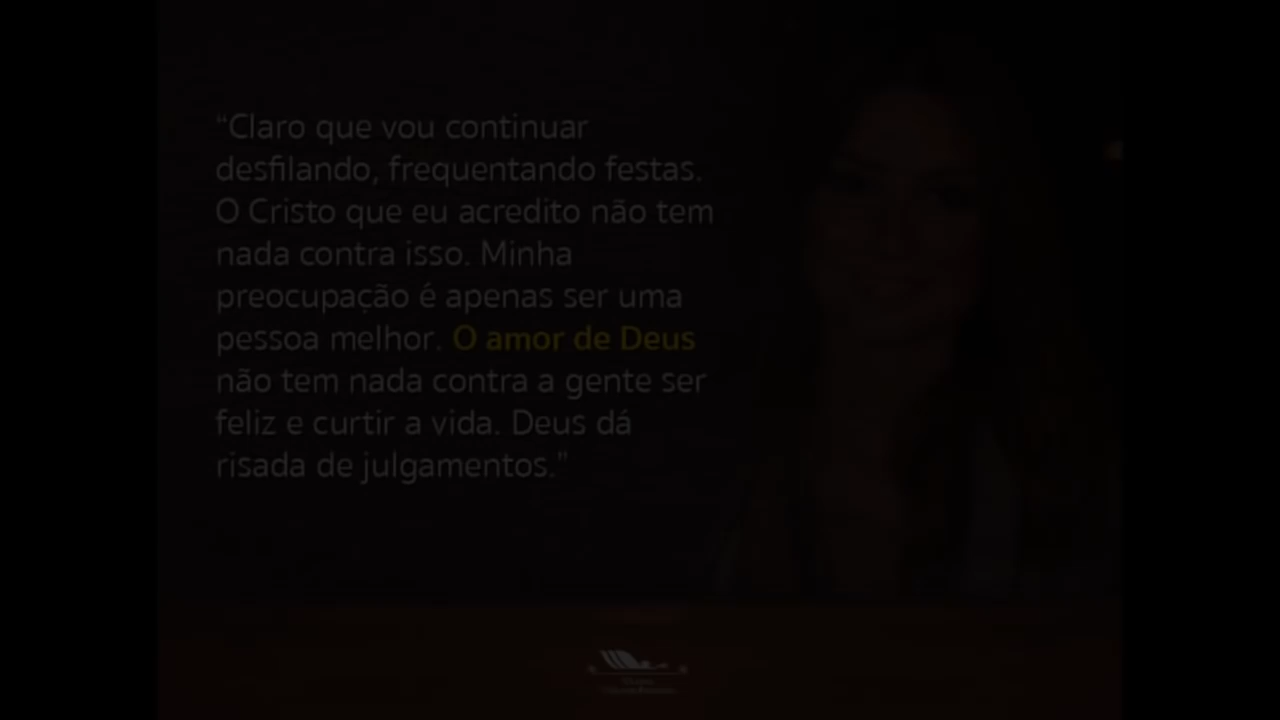 “Claro que vou continuar
desfilando, frequentando festas.
O Cristo que eu acredito não tem
nada contra isso. Minha
preocupação é apenas ser uma
pessoa melhor. O amor de Deus
não tem nada contra a gente ser
feliz e curtir a vida. Deus dá
risada de julgamentos.”